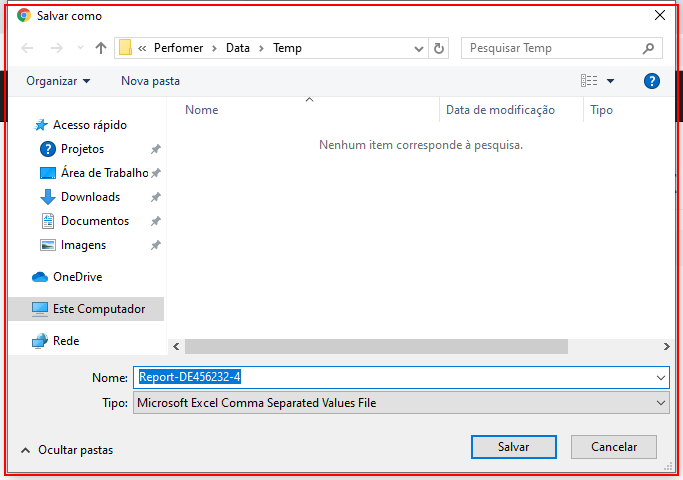 Salvar como
« Perfomer › Data › Temp
Pesquisar Temp
Organizar
Nova pasta
?
Nome
Data de modificação
Tipo
Acesso rápido
Projetos
Área de Trabalho
Downloads
Documentos
Imagens
OneDrive
Este Computador
Rede
Nenhum item corresponde à pesquisa.
Nome: Report-DE456232-4
Tipo: Microsoft Excel Comma Separated Values File
Ocultar pastas
Salvar
Cancelar